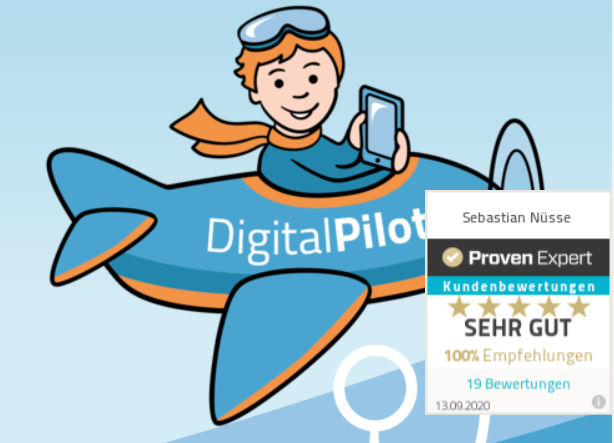 DigitalPilot
Sebastian Nüsse
Proven Expert
Kundenbewertungen
SEHR GUT
100% Empfehlungen
19 Bewertungen
13.09.2020
i